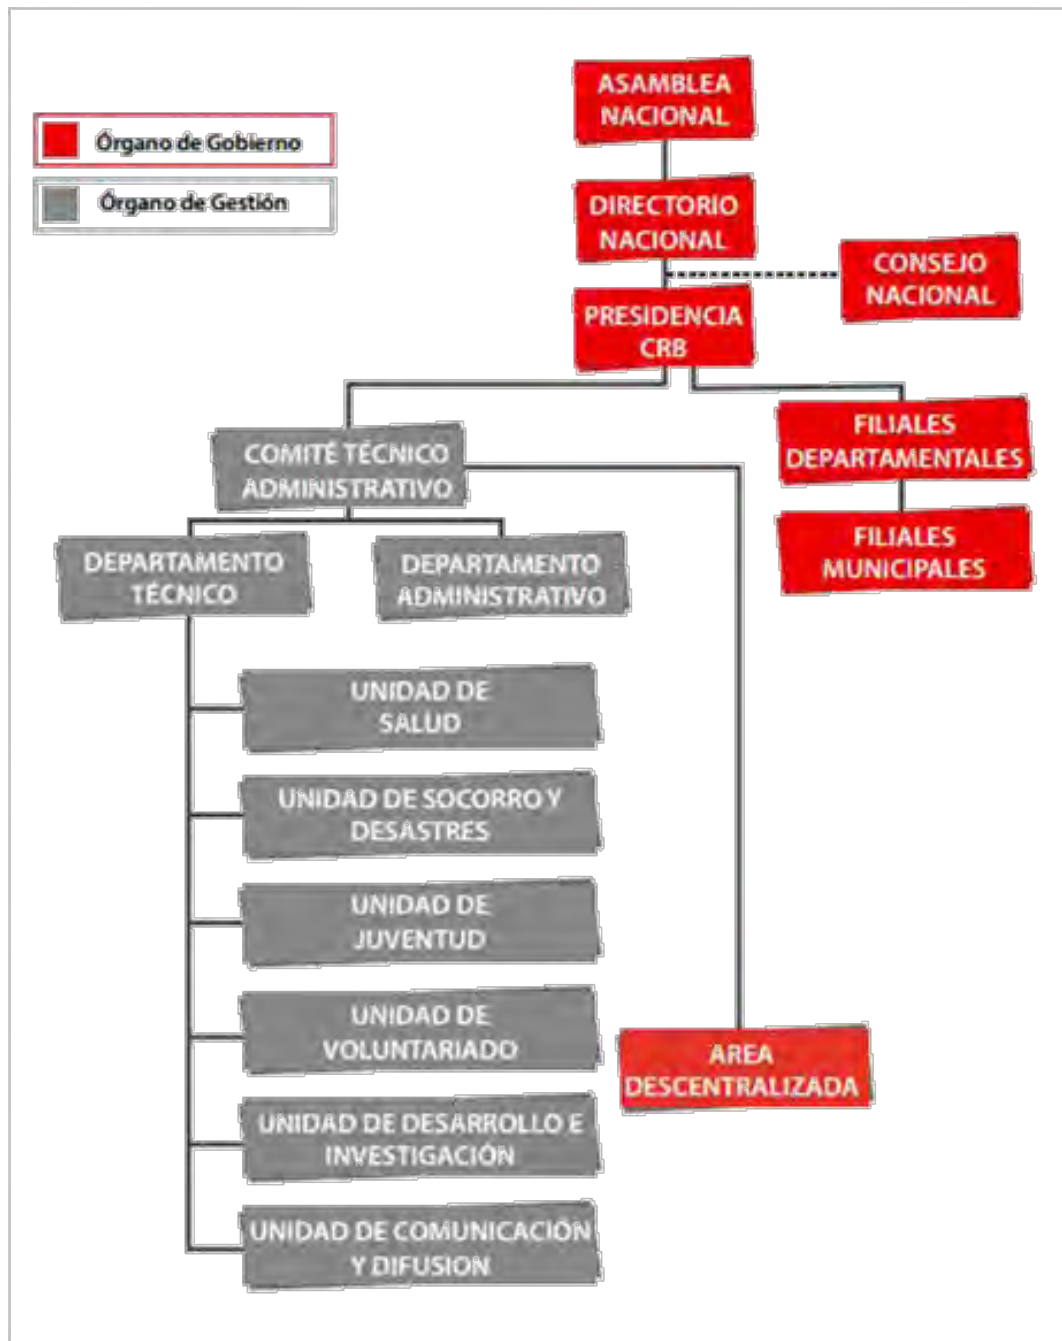 ASAMBLEA
NACIONAL
Órgano de Gobierno
Órgano de Gestión
DIRECTORIO
NACIONAL
CONSEJO
NACIONAL
PRESIDENCIA
CRB
FILIALES
DEPARTAMENTALES
COMITÉ TÉCNICO
ADMINISTRATIVO
FILIALES
MUNICIPALES
DEPARTAMENTO
TÉCNICO
DEPARTAMENTO
ADMINISTRATIVO
UNIDAD DE
SALUD
UNIDAD DE SOCORRO Y
DESASTRES
UNIDAD DE
JUVENTUD
UNIDAD DE
VOLUNTARIADO
AREA
DESCENTRALIZADA
UNIDAD DE DESARROLLO E
INVESTIGACIÓN
UNIDAD DE COMUNICACIÓN
Y DIFUSION